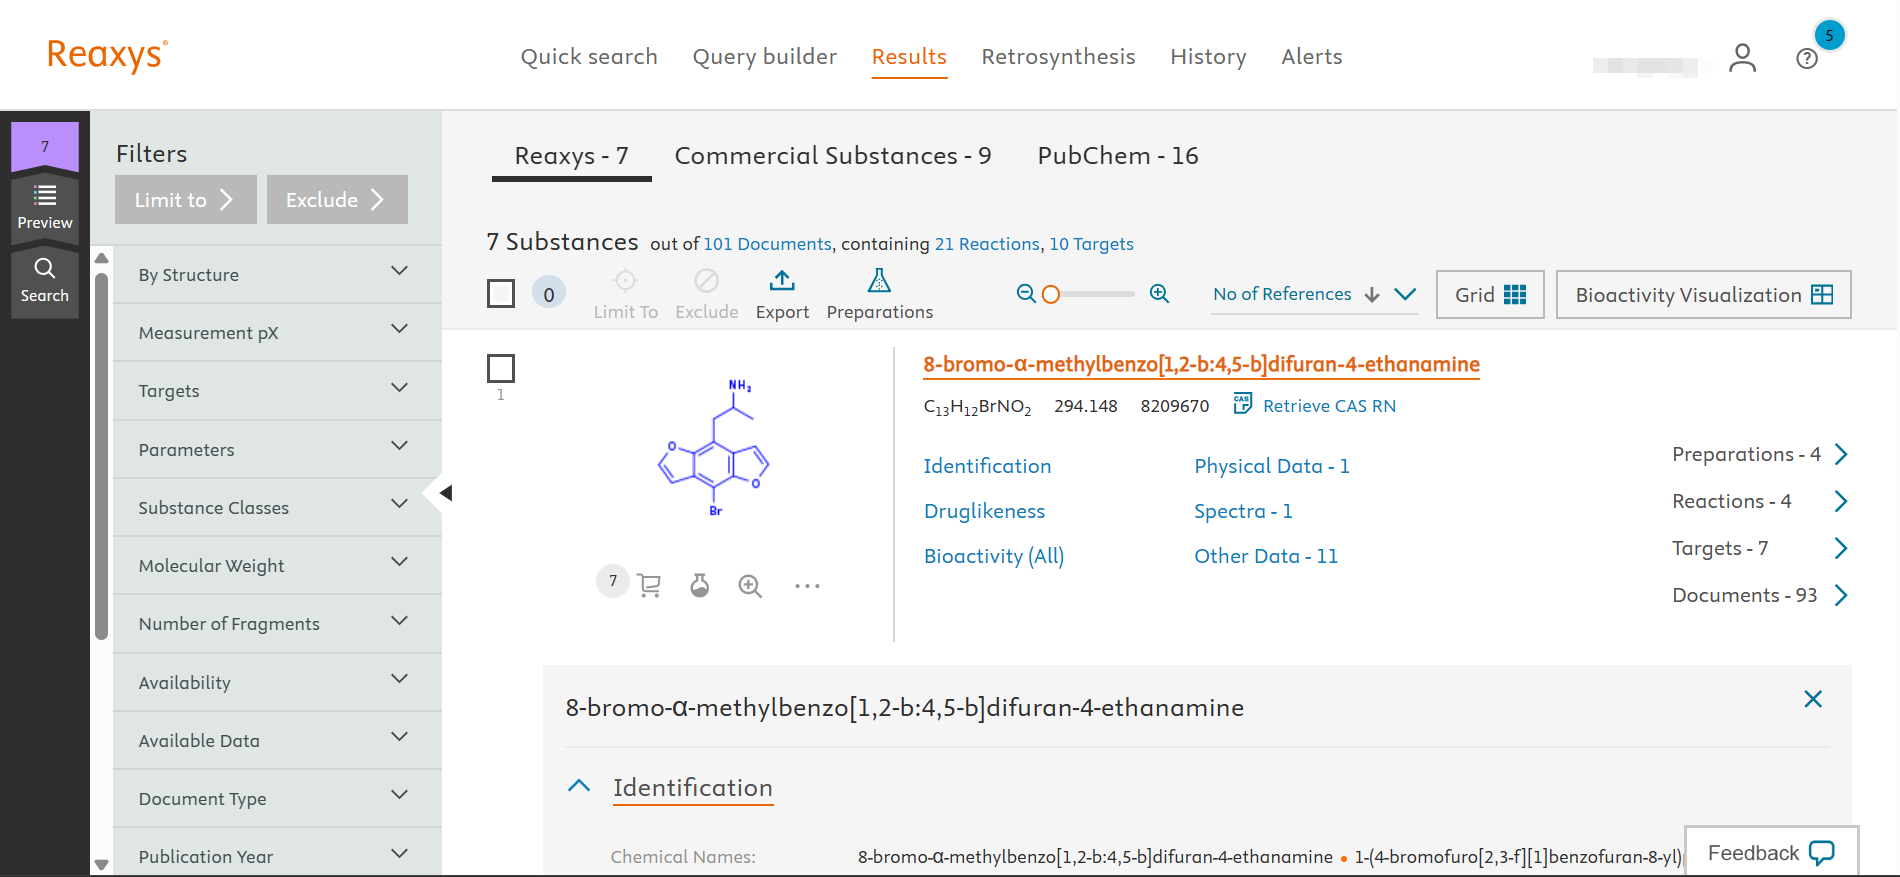 Reaxys®
Quick search Query builder Results Retrosynthesis History Alerts
5
7
Preview
Search
Filters
Limit to
Exclude
By Structure
Measurement pX
Targets
Parameters
Substance Classes
Molecular Weight
Number of Fragments
Availability
Available Data
Document Type
Publication Year
Reaxys - 7 Commercial Substances - 9 PubChem - 16
7 Substances out of 101 Documents, containing 21 Reactions, 10 Targets
0
Limit To Exclude Export Preparations
No of References
Grid
Bioactivity Visualization
1
NH₂
O
O
Br
7
8-bromo-α-methylbenzo[1,2-b:4,5-b]difuran-4-ethanamine
C₁₃H₁₂BrNO₂ 294.148 8209670 CAS Retrieve CAS RN
Identification Physical Data - 1
Druglikeness Spectra - 1
Bioactivity (All) Other Data - 11
Preparations - 4
Reactions - 4
Targets - 7
Documents - 93
8-bromo-α-methylbenzo[1,2-b:4,5-b]difuran-4-ethanamine
Identification
Chemical Names: 8-bromo-α-methylbenzo[1,2-b:4,5-b]difuran-4-ethanamine • 1-(4-bromofuro[2,3-f][1]benzofuran-8-yl)
Feedback